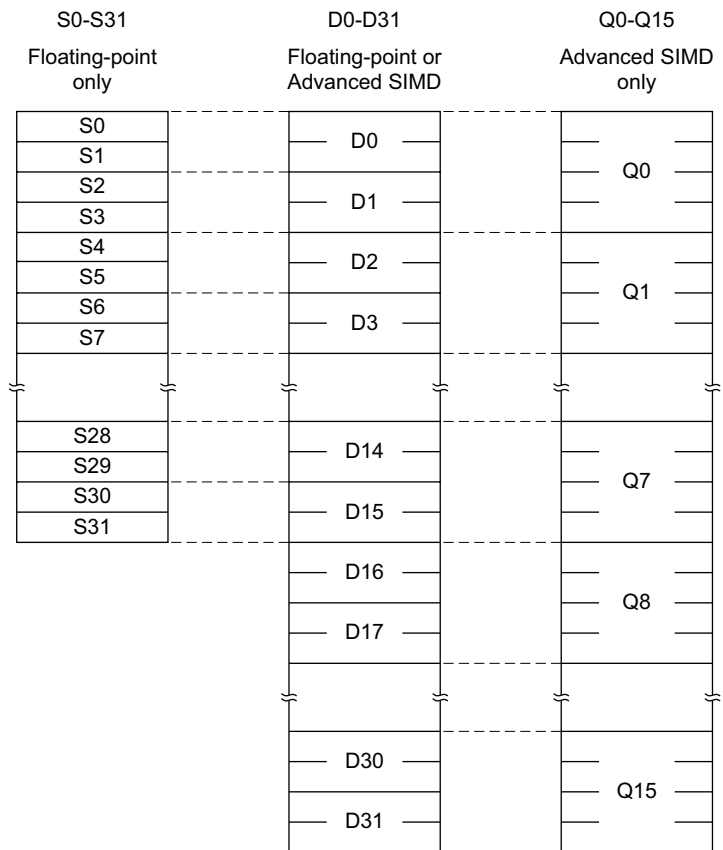 S0-S31
Floating-point
only
S0
S1
S2
S3
S4
S5
S6
S7
S28
S29
S30
S31
D0-D31
Floating-point or
Advanced SIMD
D0
D1
D2
D3
D14
D15
D16
D17
D30
D31
Q0-Q15
Advanced SIMD
only
Q0
Q1
Q7
Q8
Q15